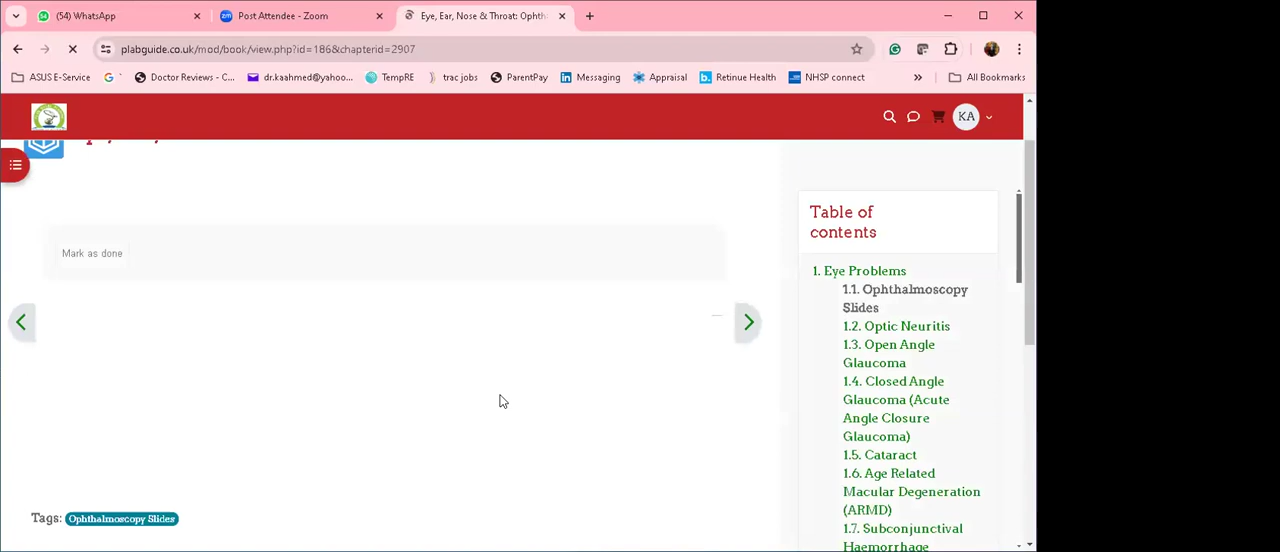 (54) WhatsApp
Post Attendee - Zoom
Eye, Ear, Nose & Throat: Ophth
plabguide.co.uk/mod/book/view.php?id=186&chapterid=2907
ASUS E-Service
G
Doctor Reviews - C...
dr.kaahmed@yahoo...
TempRE
trac jobs
ParentPay
Messaging
Appraisal
Retinue Health
NHSP connect
»
All Bookmarks
KA
Mark as done
Table of
contents
1. Eye Problems
1.1. Ophthalmoscopy
Slides
1.2. Optic Neuritis
1.3. Open Angle
Glaucoma
1.4. Closed Angle
Glaucoma (Acute
Angle Closure
Glaucoma)
1.5. Cataract
1.6. Age Related
Macular Degeneration
(ARMD)
1.7. Subconjunctival
Haemorrhage
Tags: Ophthalmoscopy Slides